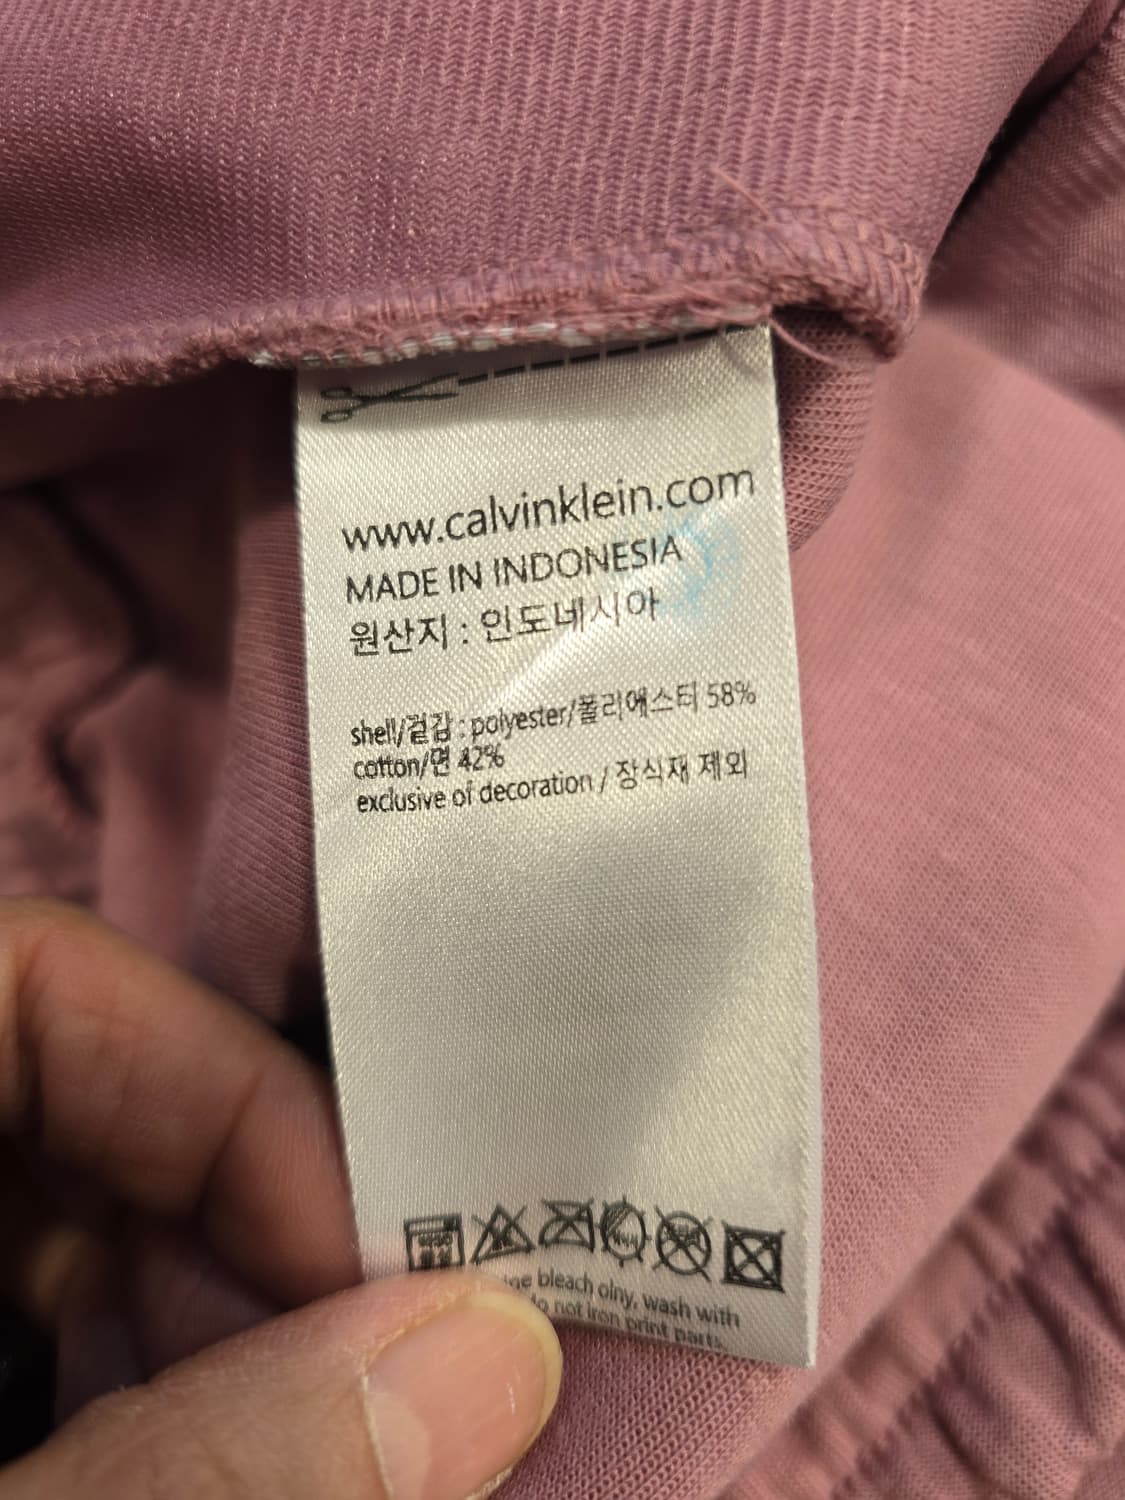 www.calvinklein.com
MADE IN INDONESIA
원산지 : 인도네시아
shell/겉감 : polyester/폴리에스터 58%
cotton/면 42%
exclusive of decoration / 장식재 제외
bleach olny, wash with
not iron print parts.